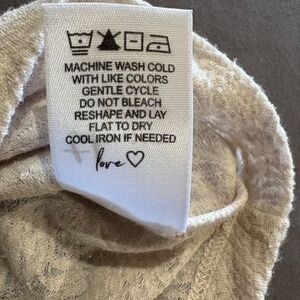 MACHINE WASH COLD
WITH LIKE COLORS
GENTLE CYCLE
DO NOT BLEACH
RESHAPE AND LAY
FLAT TO DRY
COOL IRON IF NEEDED
love